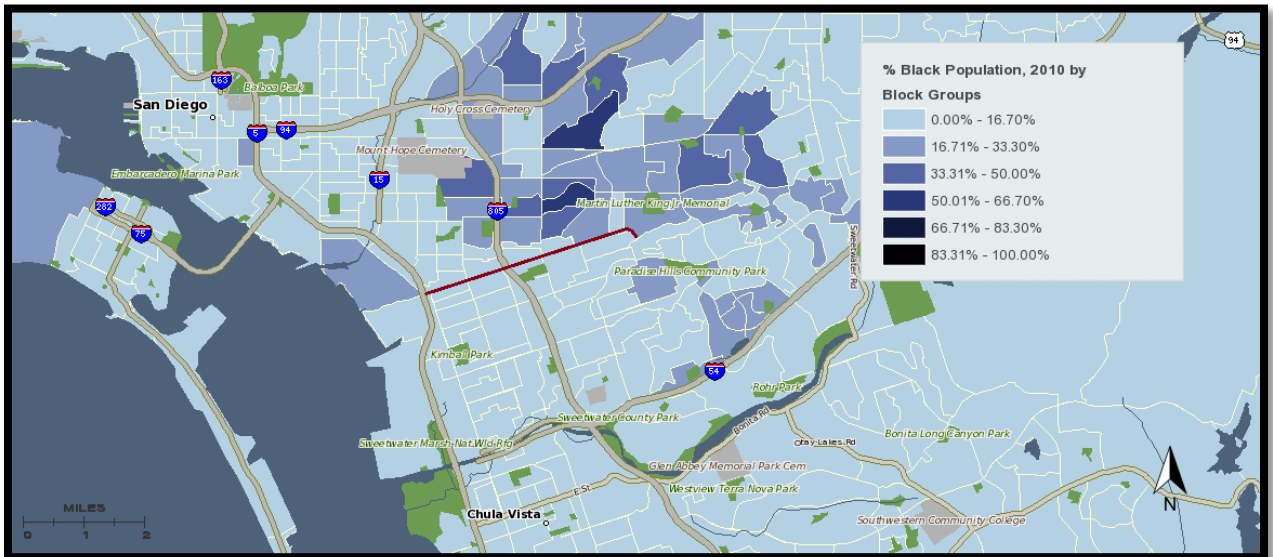 94
163
Balboa Park
San Diego
Holy Cross Cemetery
5
94
Mount Hope Cemetery
Embarcadero Marina Park
15
282
805
Martin Luther King Jr Memorial
75
Sweetwater Rd
Paradise Hills Community Park
Kimball Park
54
Rohr Park
Sweetwater County Park
Bonita Rd
Bonita Long Canyon Park
Sweetwater Marsh Nat Wld Rfg
Otay Lakes Rd
Glen Abbey Memorial Park Cem
E St
Westview Terra Nova Park
Chula Vista
Southwestern Community College
% Black Population, 2010 by
Block Groups
0.00% - 16.70%
16.71% - 33.30%
33.31% - 50.00%
50.01% - 66.70%
66.71% - 83.30%
83.31% - 100.00%
MILES
0 1 2
N